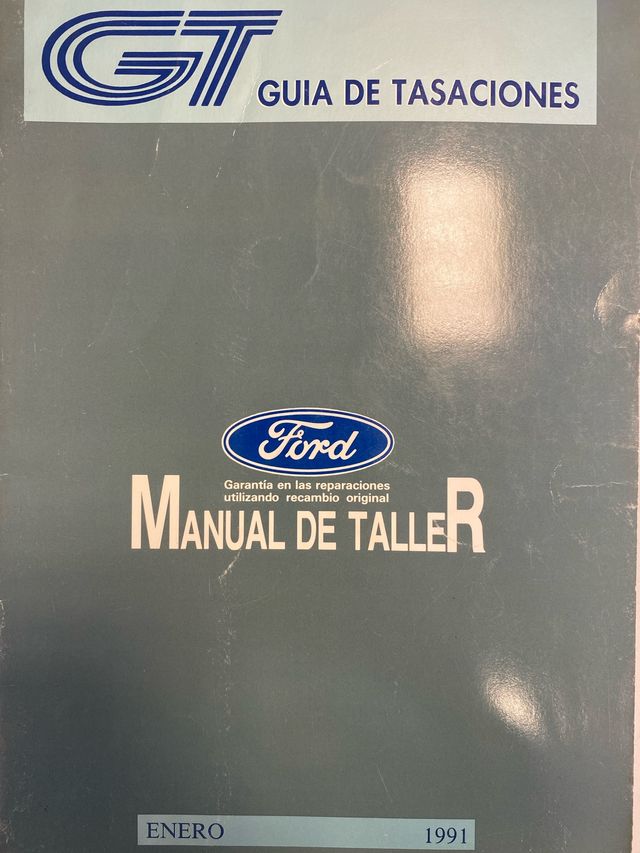 GT GUIA DE TASACIONES
Ford
Garantía en las reparaciones
utilizando recambio original
MANUAL DE TALLER
ENERO 1991